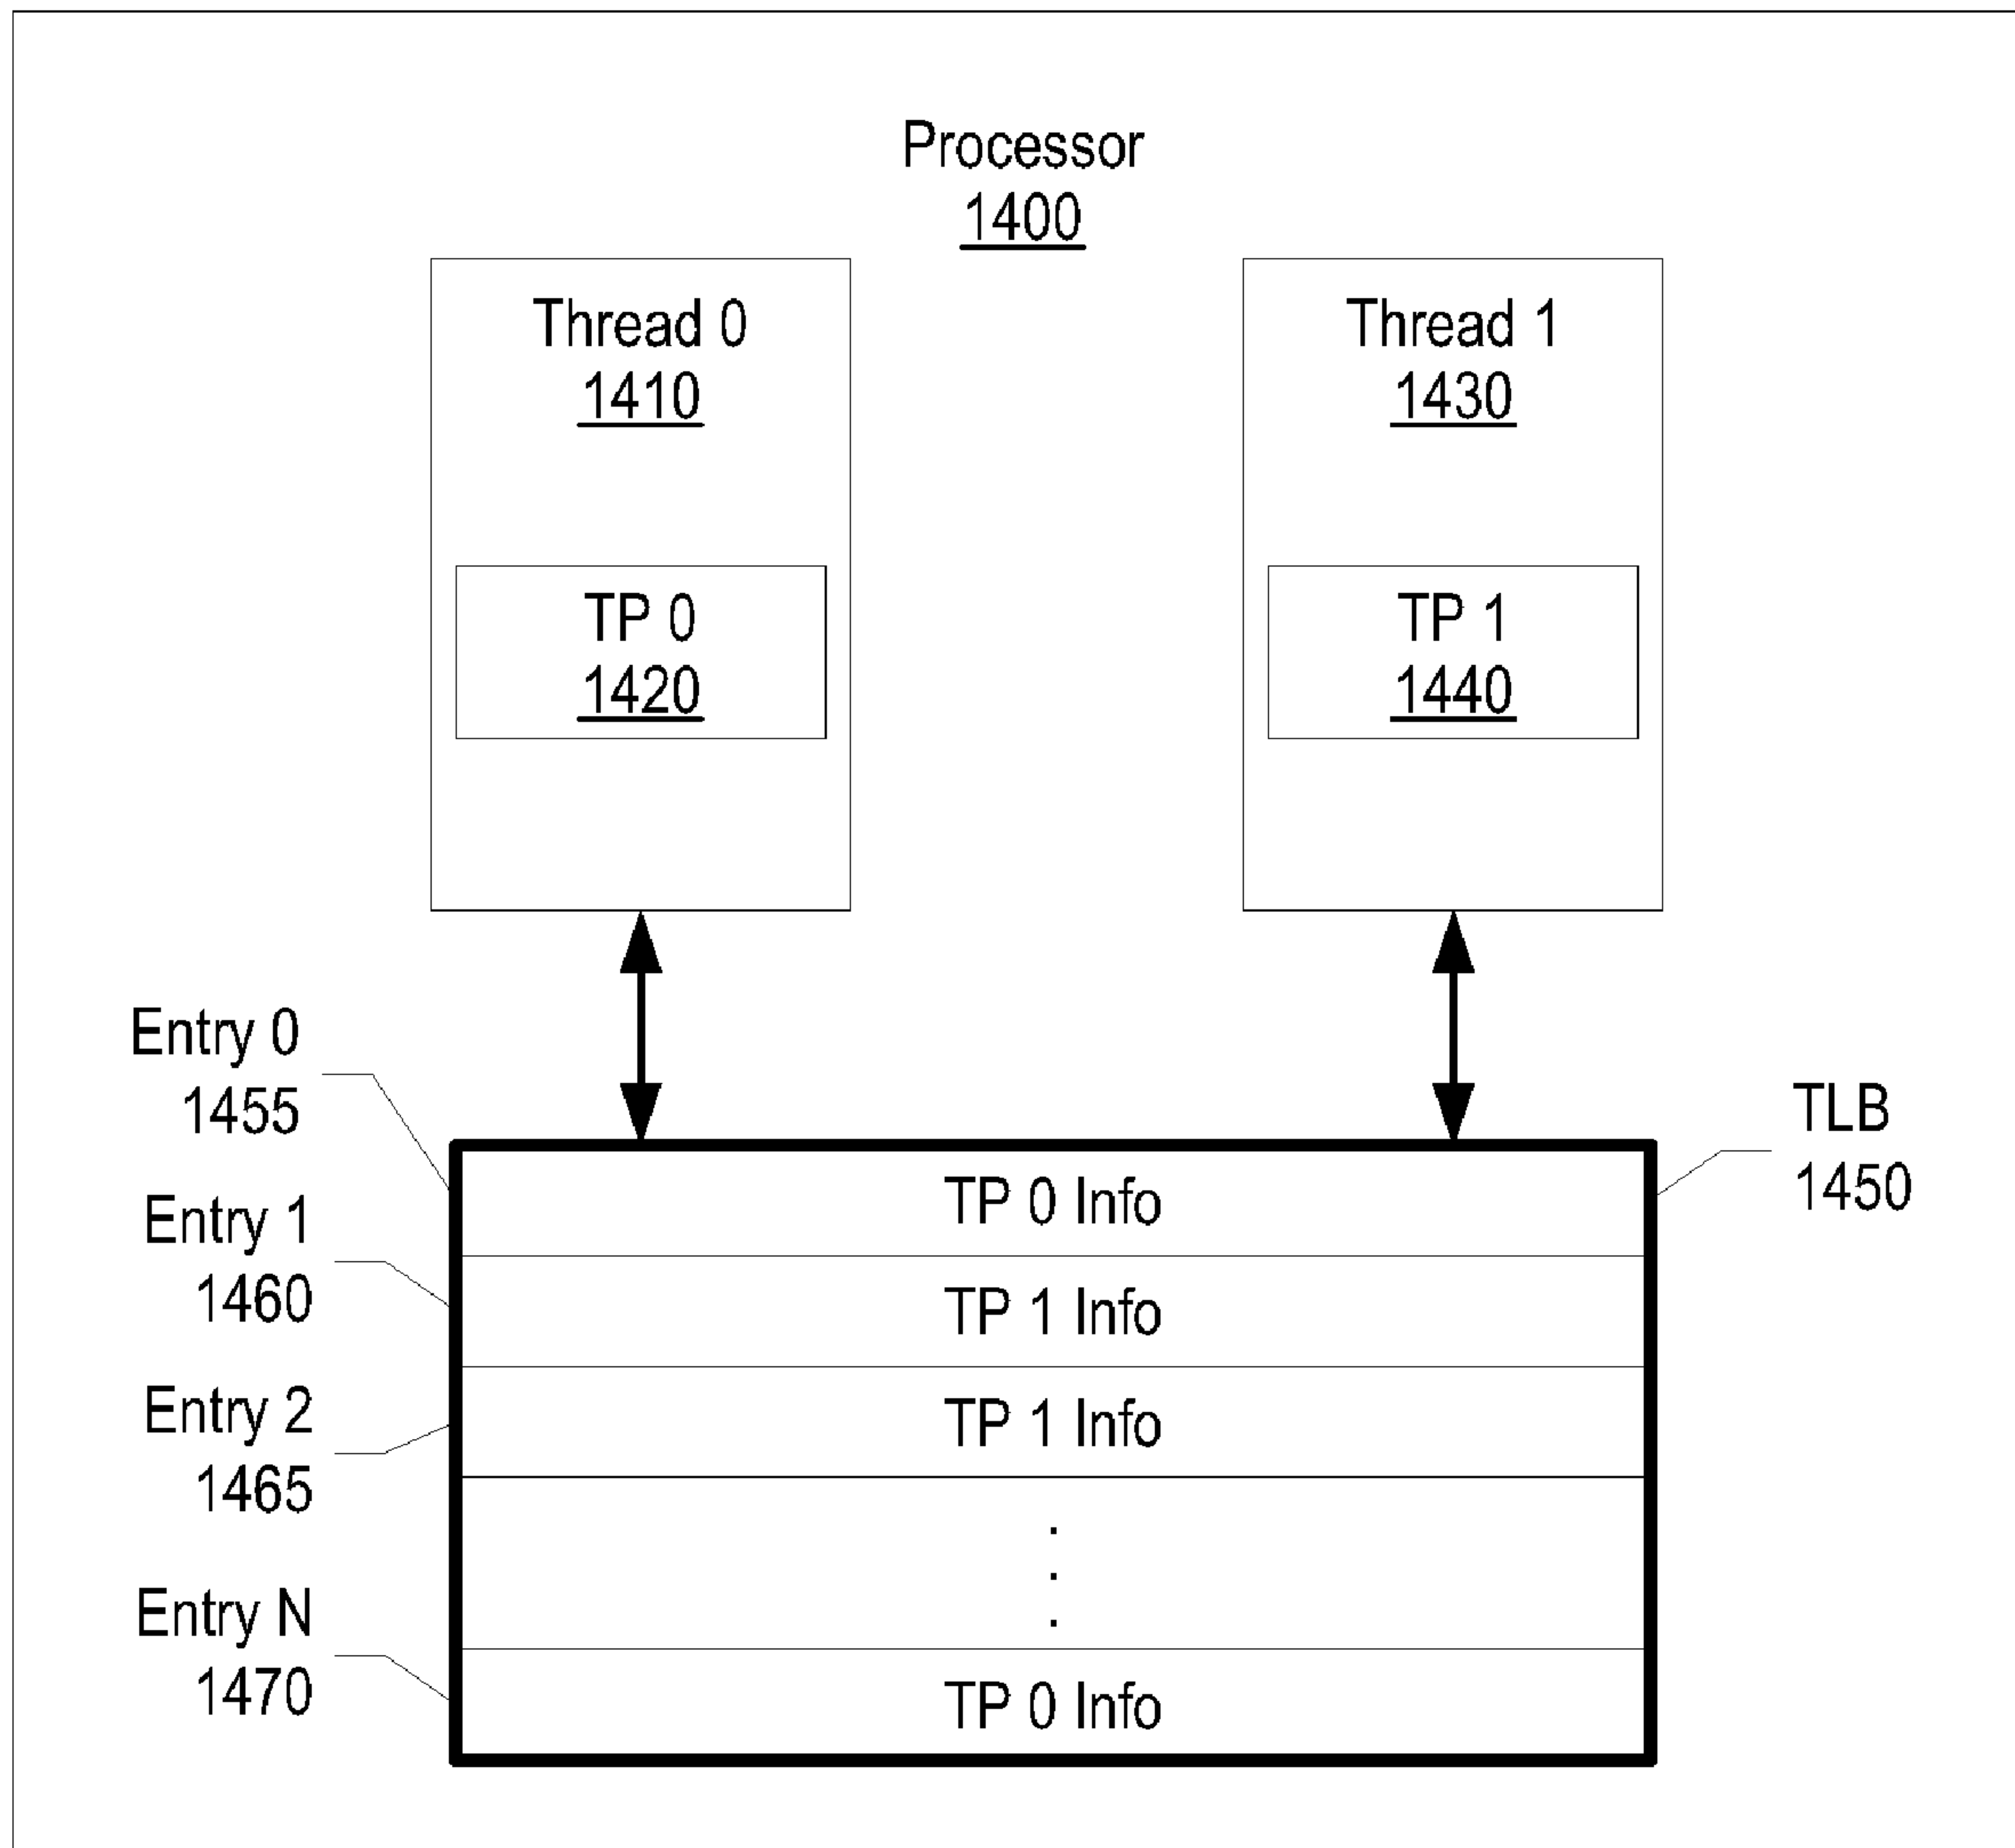 Processor
1400
Thread 0
1410
Thread 1
1430
TP 0
1420
TP 1
1440
Entry 0
1455
TLB
1450
TP 0 Info
Entry 1
1460
TP 1 Info
Entry 2
1465
TP 1 Info
Entry N
1470
TP 0 Info